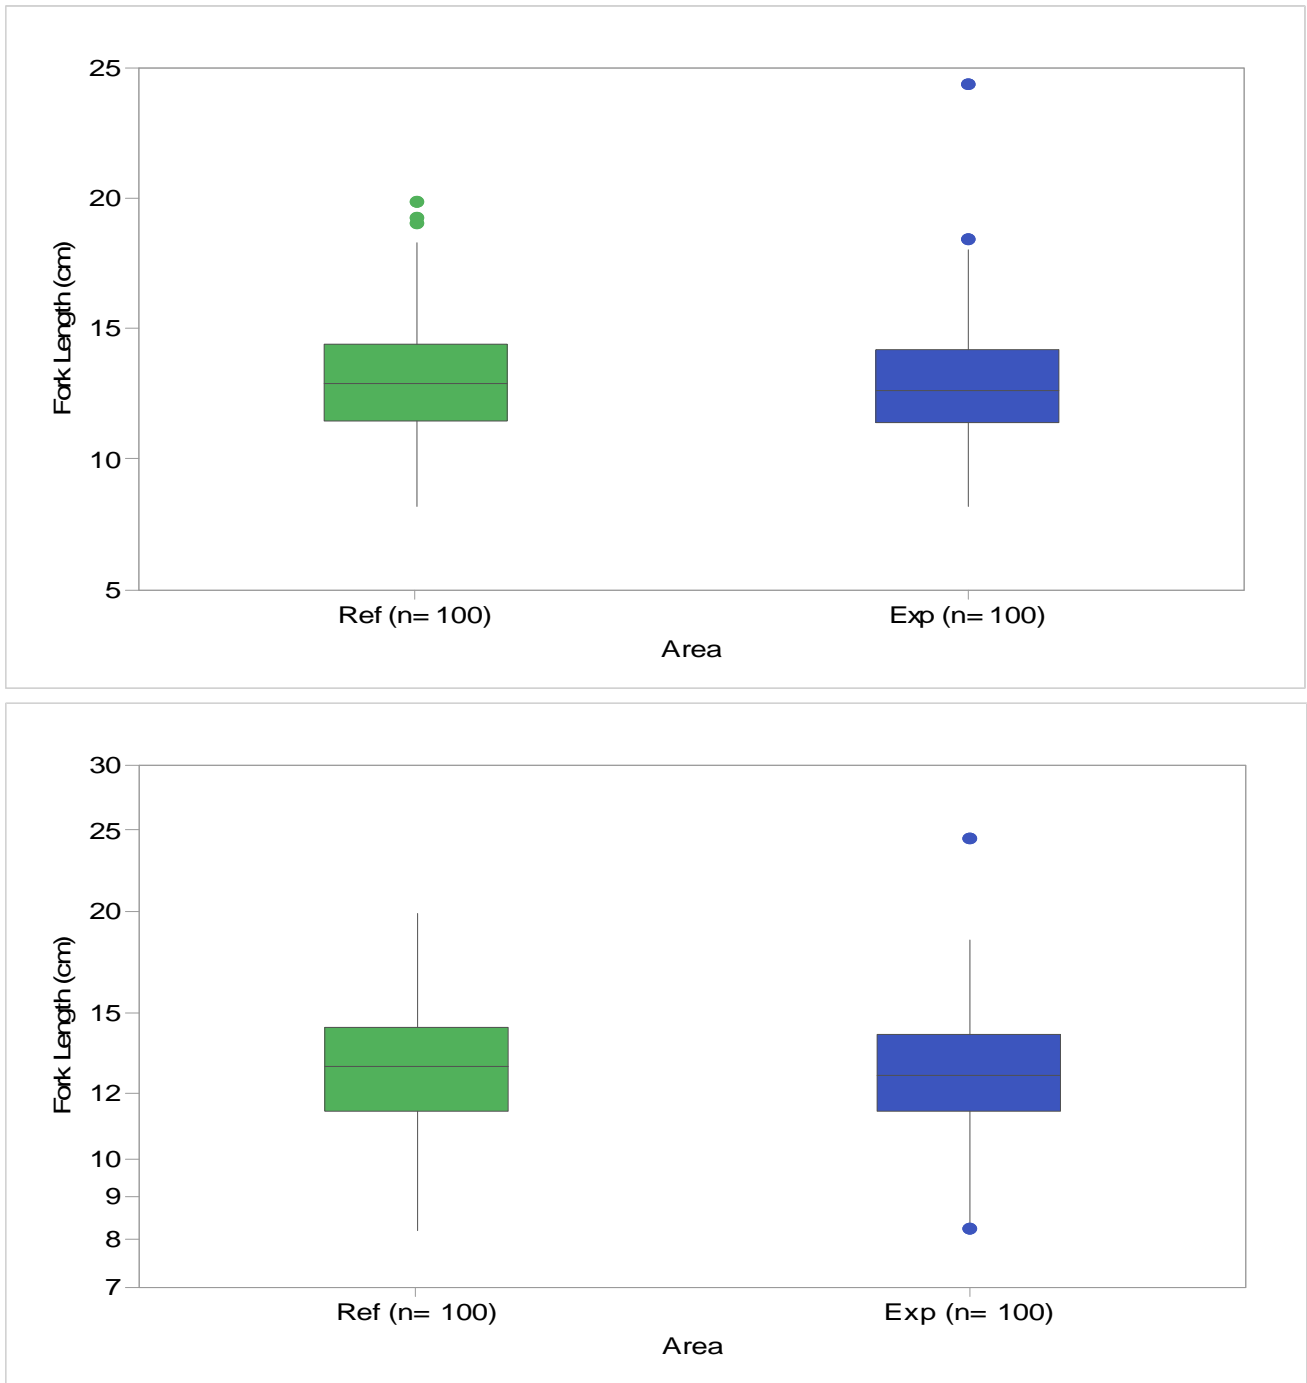 25
20
15
10
5
Fork Length (cm)
Ref (n= 100)
Exp (n= 100)
Area
30
25
20
15
12
10
9
8
7
Fork Length (cm)
Ref (n= 100)
Exp (n= 100)
Area